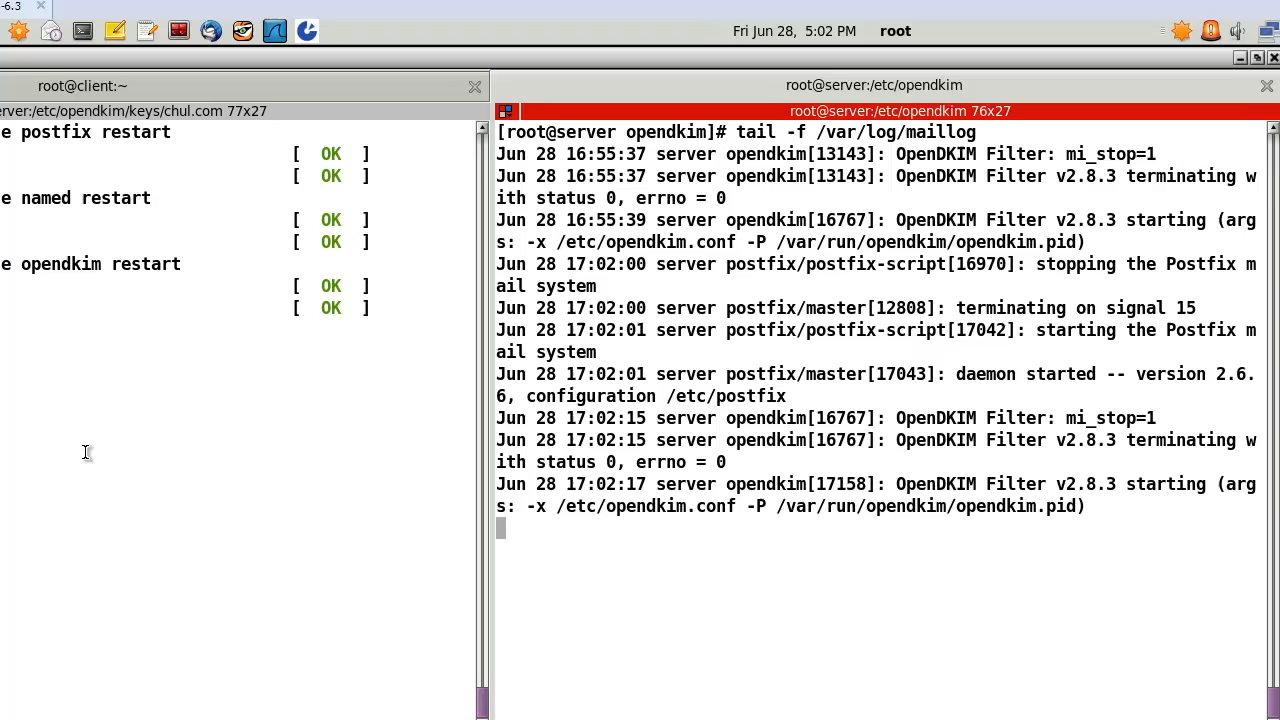 -6.3
Fri Jun 28, 5:02 PM root
root@client:~
root@server:/etc/opendkim
erver:/etc/opendkim/keys/chul.com 77x27
root@server:/etc/opendkim 76x27
e postfix restart
[ OK ]
[ OK ]
e named restart
[ OK ]
[ OK ]
e opendkim restart
[ OK ]
[ OK ]
[root@server opendkim]# tail -f /var/log/maillog
Jun 28 16:55:37 server opendkim[13143]: OpenDKIM Filter: mi_stop=1
Jun 28 16:55:37 server opendkim[13143]: OpenDKIM Filter v2.8.3 terminating w
ith status 0, errno = 0
Jun 28 16:55:39 server opendkim[16767]: OpenDKIM Filter v2.8.3 starting (arg
s: -x /etc/opendkim.conf -P /var/run/opendkim/opendkim.pid)
Jun 28 17:02:00 server postfix/postfix-script[16970]: stopping the Postfix m
ail system
Jun 28 17:02:00 server postfix/master[12808]: terminating on signal 15
Jun 28 17:02:01 server postfix/postfix-script[17042]: starting the Postfix m
ail system
Jun 28 17:02:01 server postfix/master[17043]: daemon started -- version 2.6.
6, configuration /etc/postfix
Jun 28 17:02:15 server opendkim[16767]: OpenDKIM Filter: mi_stop=1
Jun 28 17:02:15 server opendkim[16767]: OpenDKIM Filter v2.8.3 terminating w
ith status 0, errno = 0
Jun 28 17:02:17 server opendkim[17158]: OpenDKIM Filter v2.8.3 starting (arg
s: -x /etc/opendkim.conf -P /var/run/opendkim/opendkim.pid)